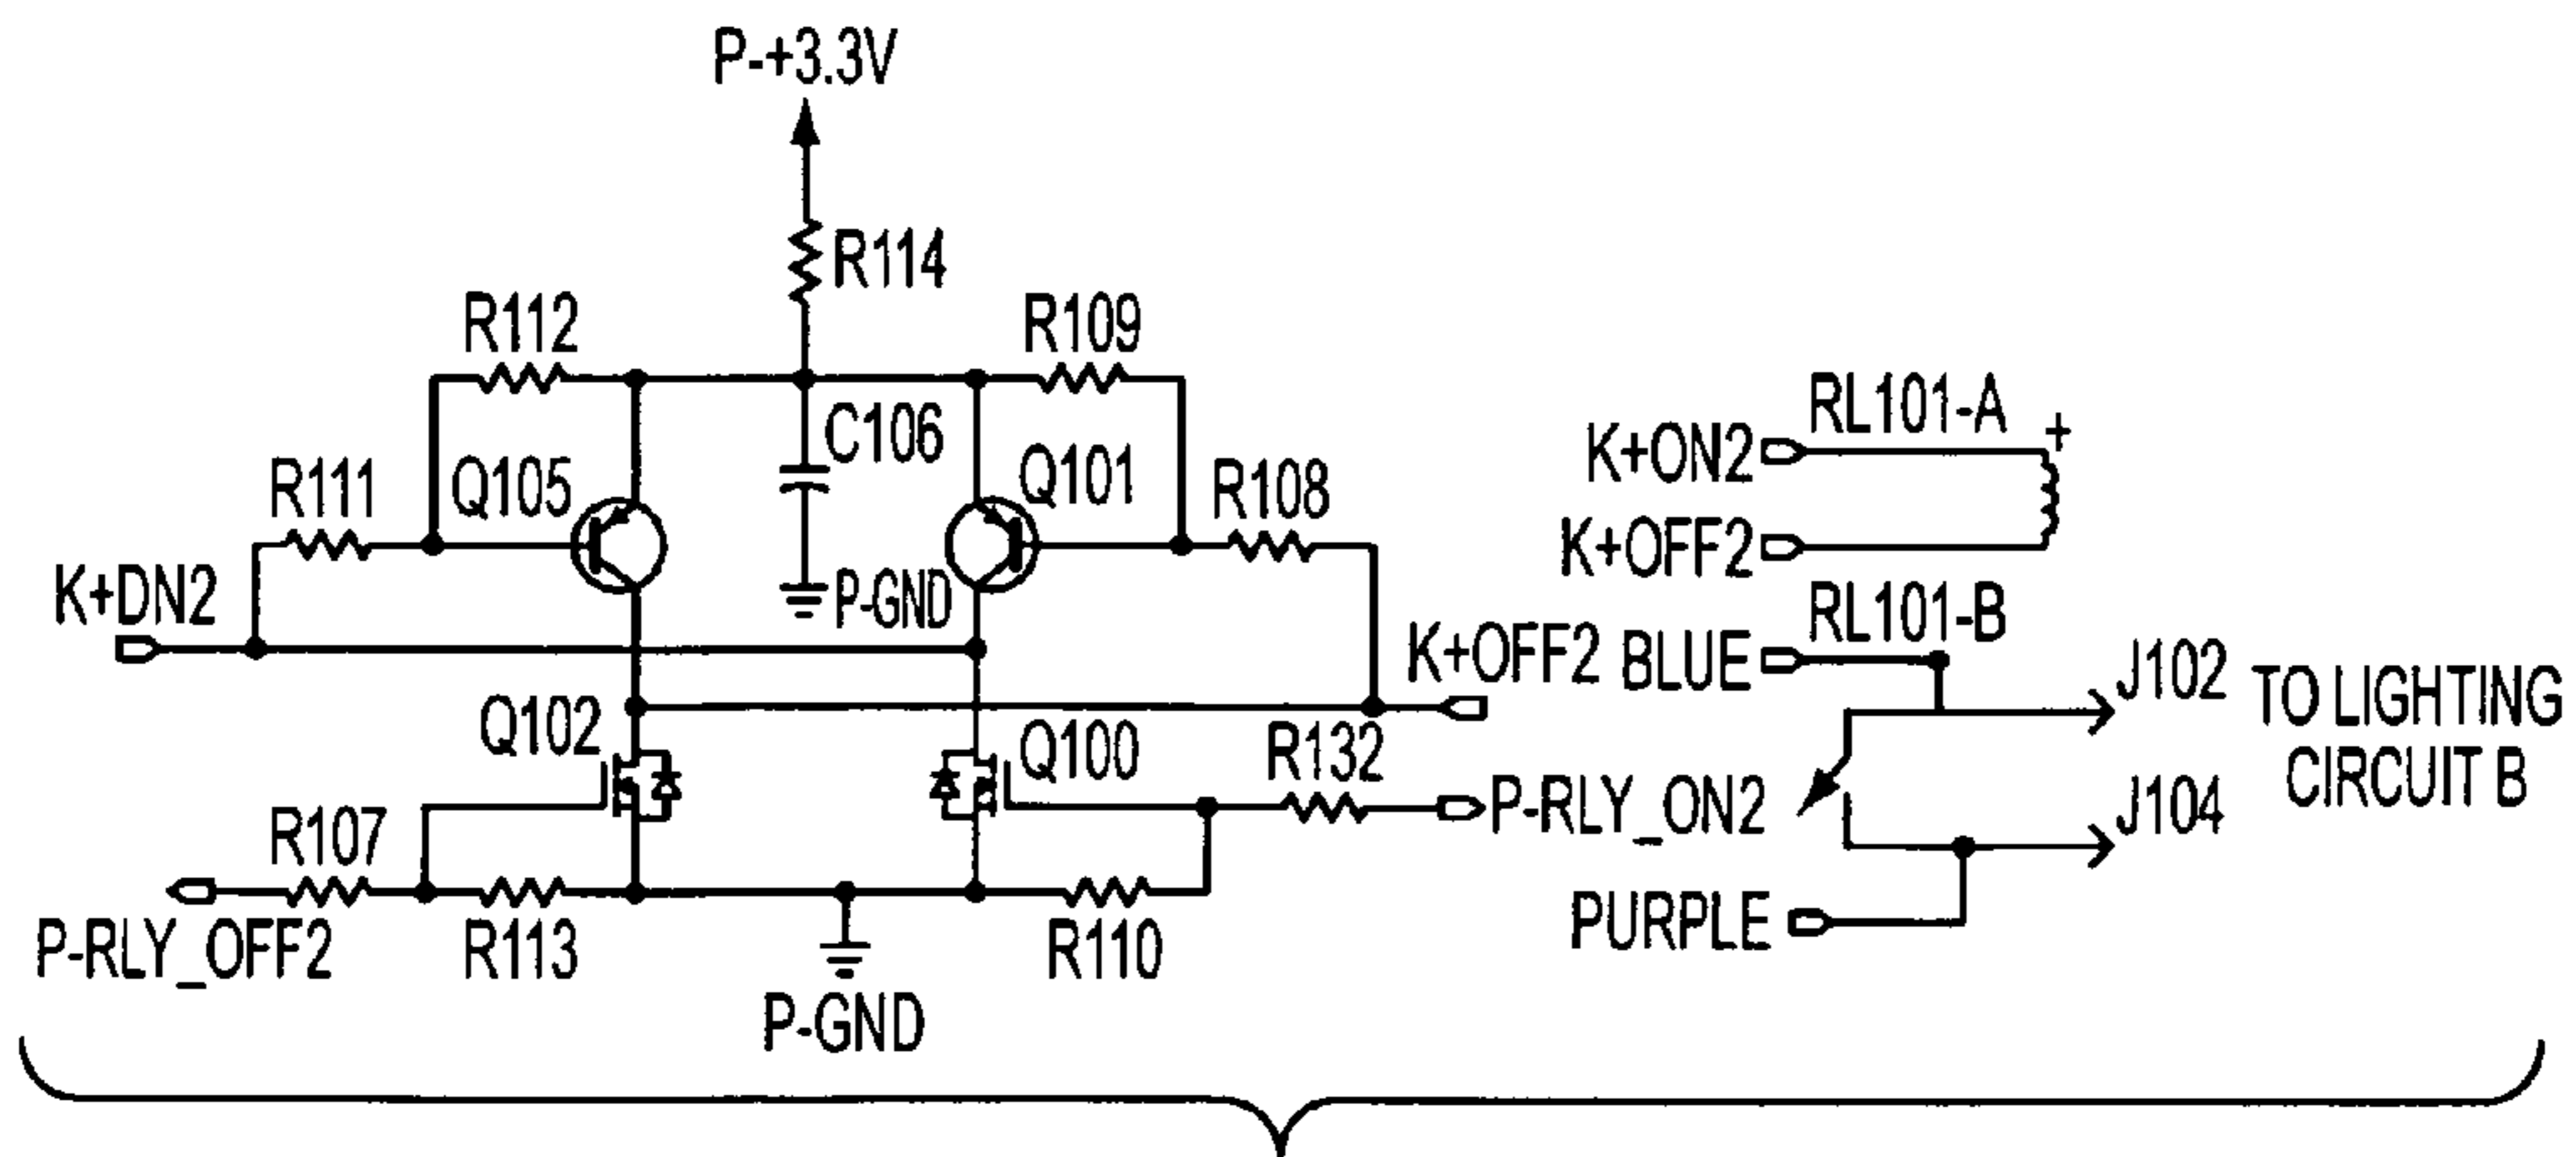 P-+3.3V
R114
R112
R109
C106
R111
Q105
Q101
R108
K+DN2
P-GND
K+OFF2
Q102
Q100
R132
P-RLY_ON2
R107
P-RLY_OFF2
R113
R110
P-GND
RL101-A
+
K+ON2
K+OFF2
RL101-B
BLUE
J102
TO LIGHTING
CIRCUIT B
J104
PURPLE